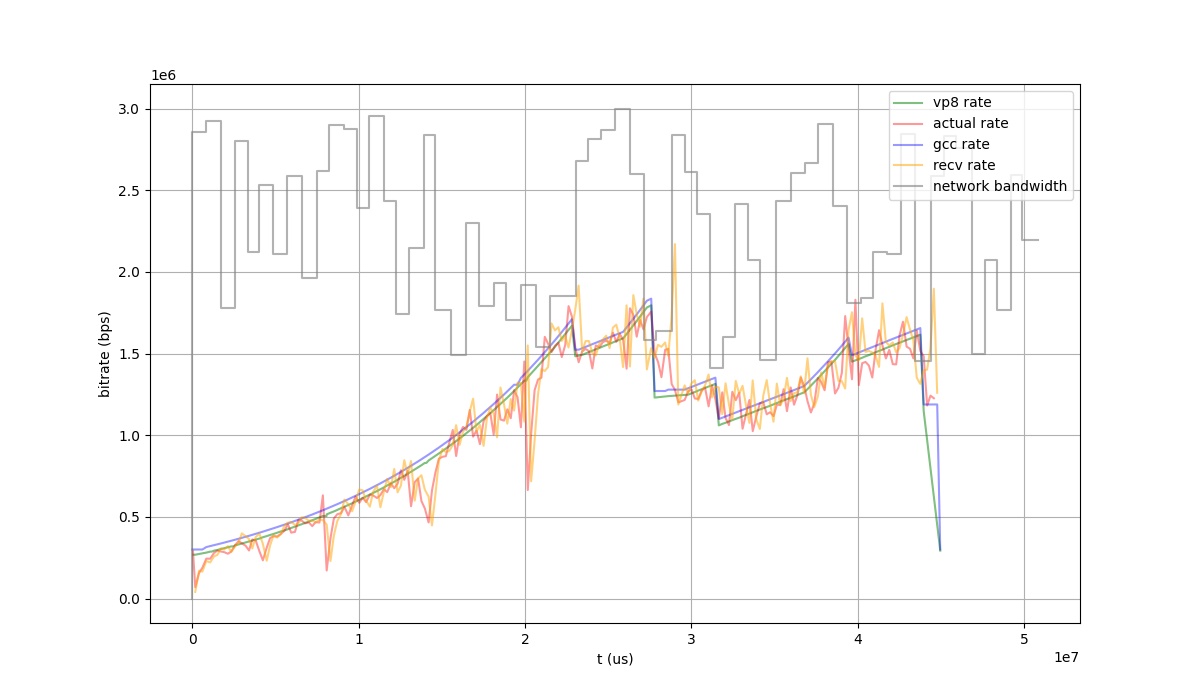 1e6
bitrate (bps)
3.0
2.5
2.0
1.5
1.0
0.5
0.0
vp8 rate
actual rate
gcc rate
recv rate
network bandwidth
0
1
2
3
4
5
t (us)
1e7